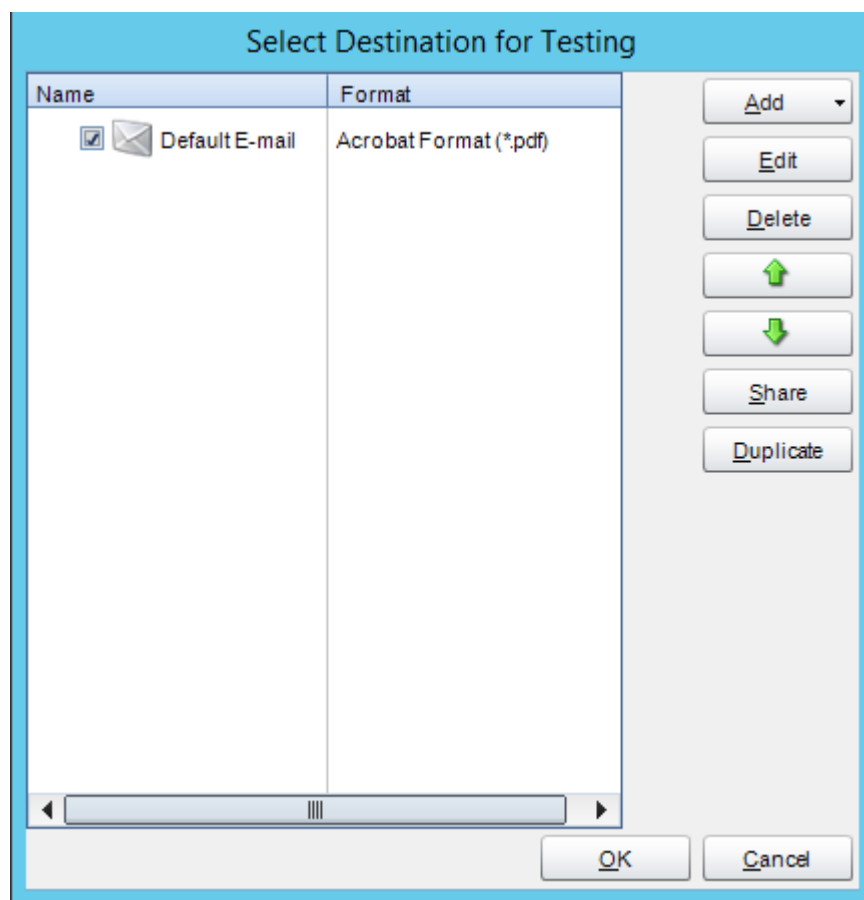 Select Destination for Testing
Name Format
Default E-mail Acrobat Format (*.pdf)
Add
Edit
Delete
Share
Duplicate
OK Cancel